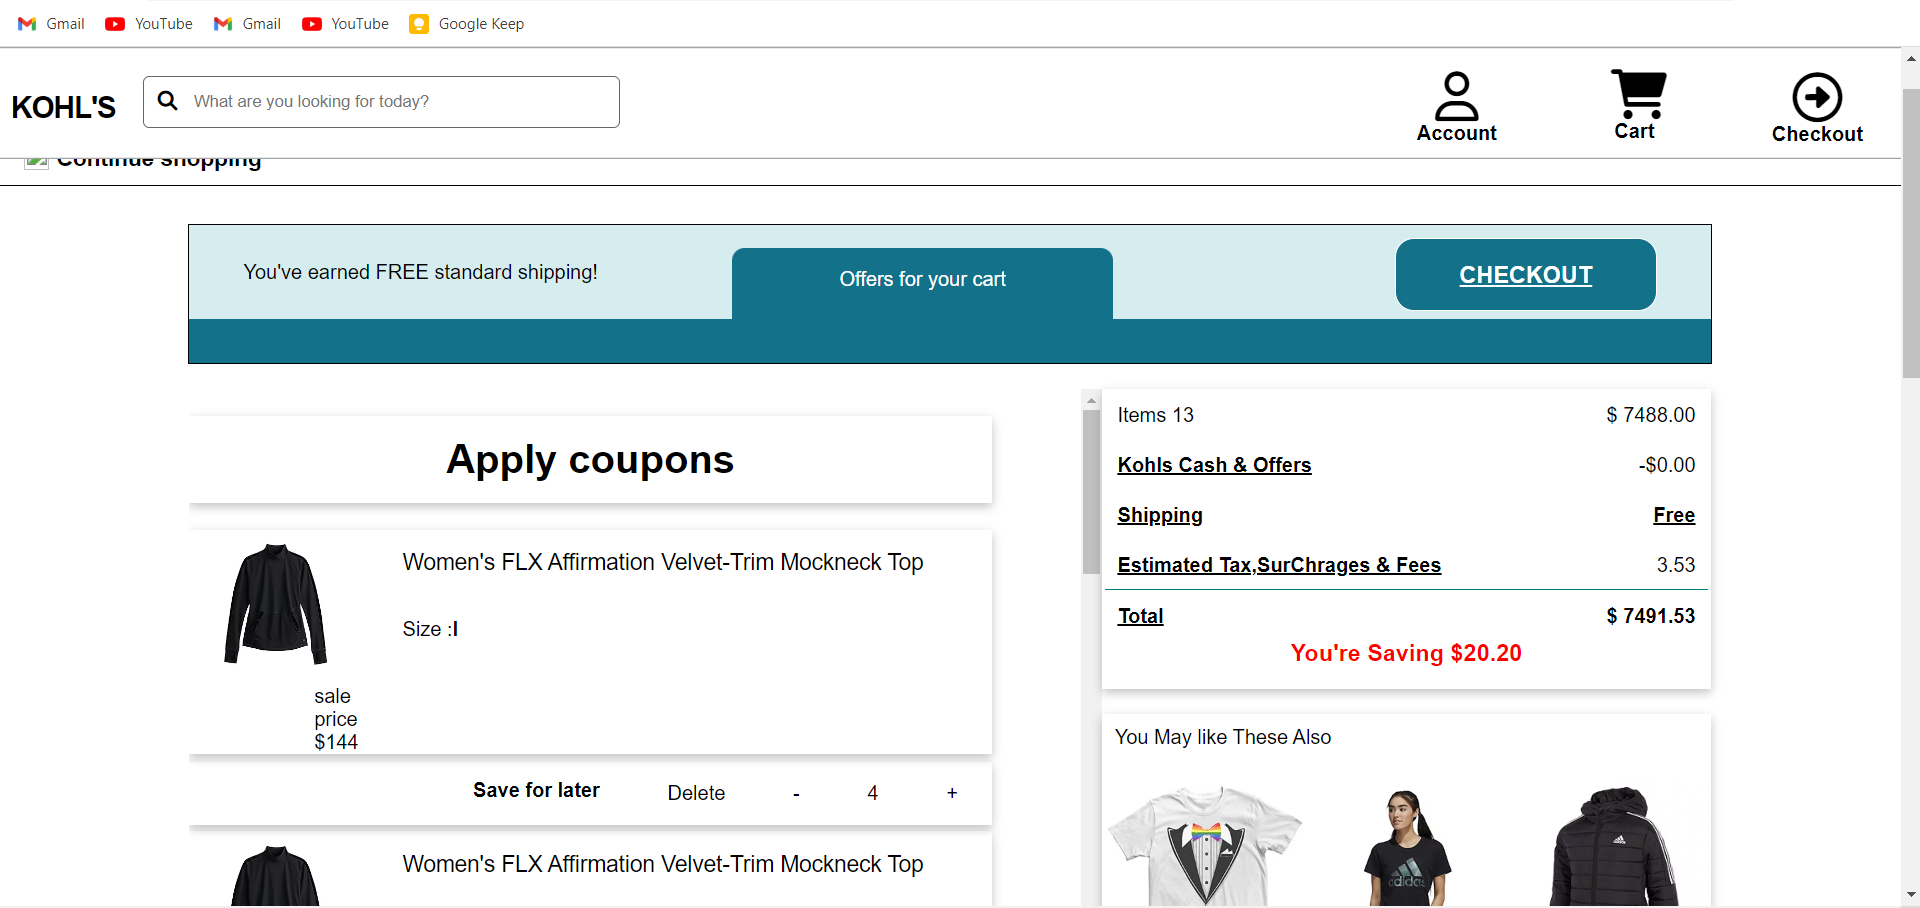 Gmail YouTube Gmail YouTube Google Keep
KOHL'S
What are you looking for today?
Account
Cart
Checkout
Continue shopping
You've earned FREE standard shipping!
Offers for your cart
CHECKOUT
Apply coupons
Women's FLX Affirmation Velvet-Trim Mockneck Top
Size :l
sale
price
$144
Save for later Delete - 4 +
Women's FLX Affirmation Velvet-Trim Mockneck Top
Items 13 $ 7488.00
Kohls Cash & Offers -$0.00
Shipping Free
Estimated Tax,SurChrages & Fees 3.53
Total $ 7491.53
You're Saving $20.20
You May like These Also
adidas